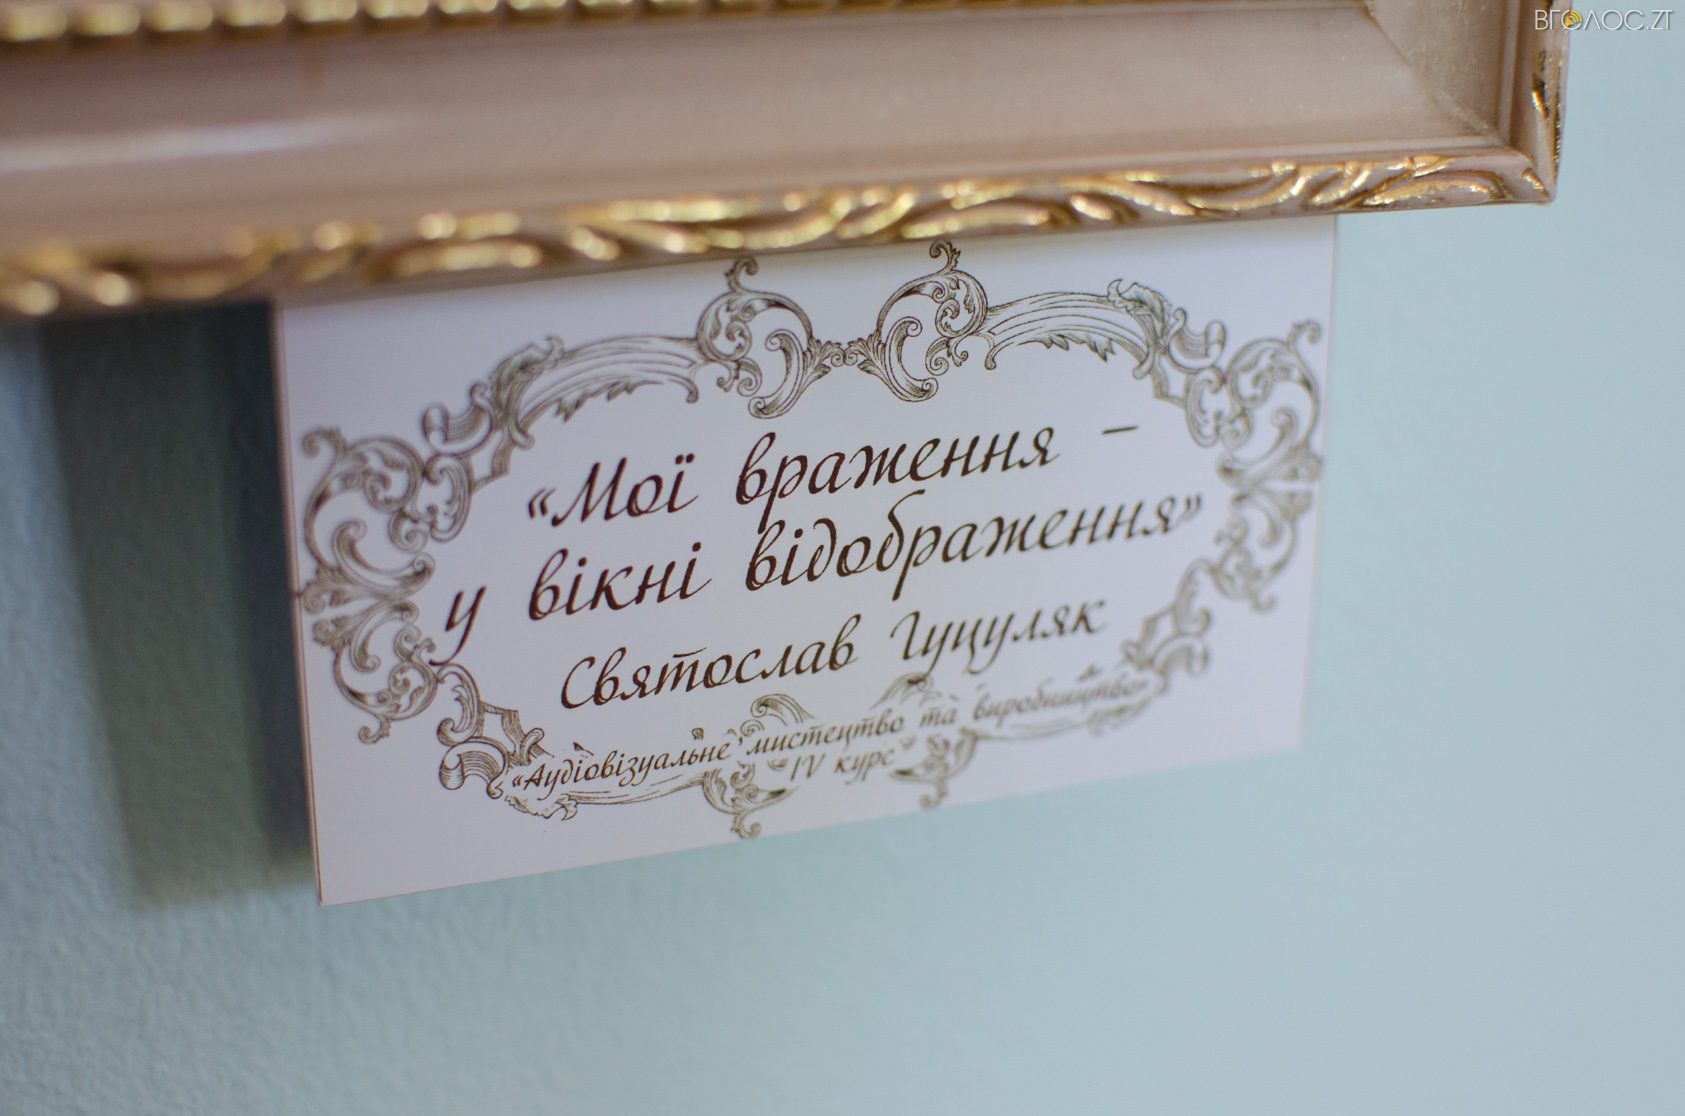 ВГОЛОС.ZT
«Мої враження –
у вікні відображення»
Святослав Гуцуляк
«Аудіовізуальне мистецтво та виробництво»
IV курс